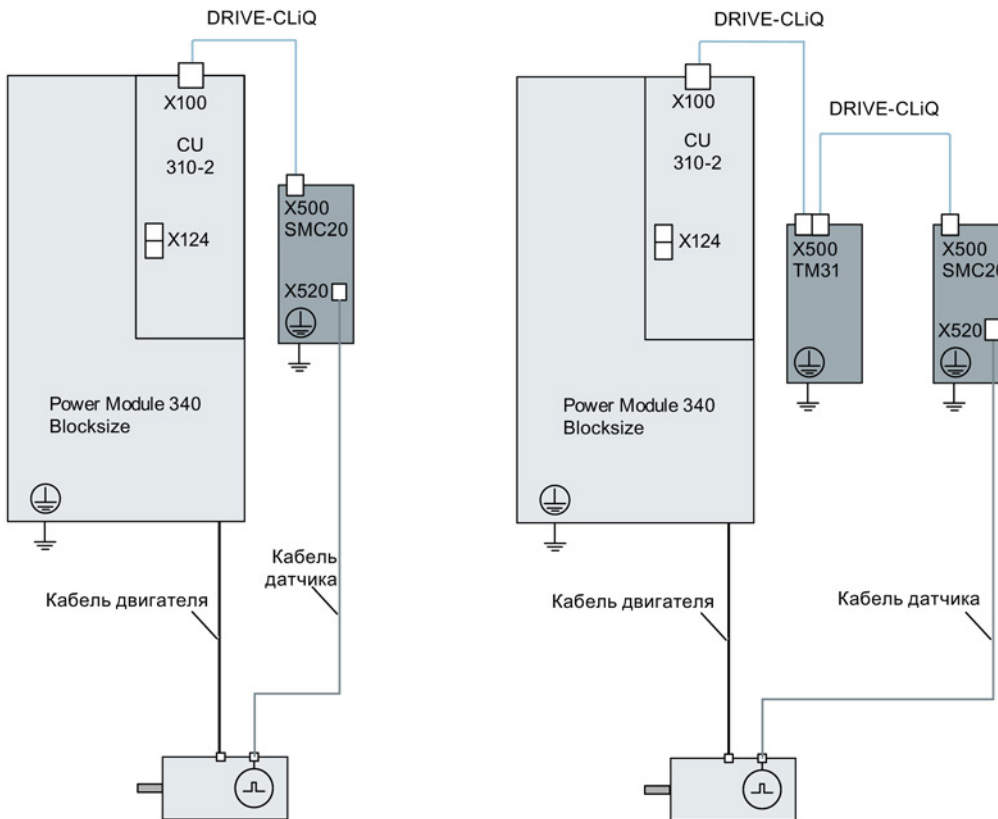 DRIVE-CLiQ
X100
CU
310-2
X124
X500
SMC20
X520
Power Module 340
Blocksize
Кабель
датчика
Кабель двигателя
DRIVE-CLiQ
X100
CU
310-2
X124
DRIVE-CLiQ
X500
TM31
X500
SMC20
X520
Power Module 340
Blocksize
Кабель двигателя
Кабель датчика